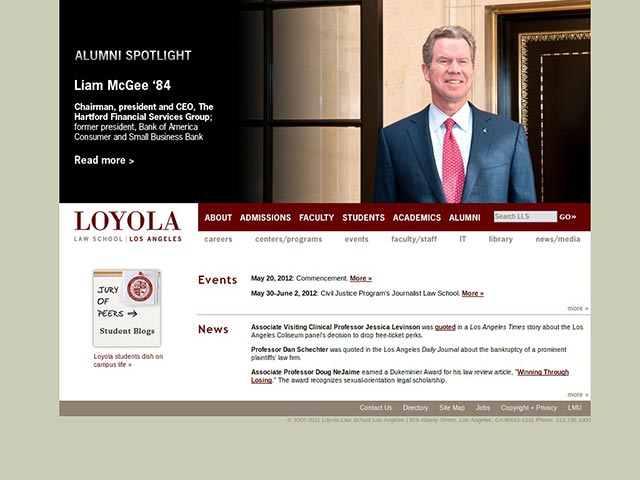 ALUMNI SPOTLIGHT
Liam McGee '84
Chairman, president and CEO, The
Hartford Financial Services Group;
former president, Bank of America
Consumer and Small Business Bank
Read more >
LOYOLA
LAW SCHOOL | LOS ANGELES
ABOUT ADMISSIONS FACULTY STUDENTS ACADEMICS ALUMNI Search LLS GO»
careers centers/programs events faculty/staff IT library news/media
JURY
OF
PEERS →
Student Blogs
Loyola students dish on
campus life »
Events
May 20, 2012: Commencement. More »
May 30-June 2, 2012: Civil Justice Program's Journalist Law School. More »
more »
News
Associate Visiting Clinical Professor Jessica Levinson was quoted in a Los Angeles Times story about the Los
Angeles Coliseum panel's decision to drop free-ticket perks.
Professor Dan Schechter was quoted in the Los Angeles Daily Journal about the bankruptcy of a prominent
plaintiffs' law firm.
Associate Professor Doug NeJaime earned a Dukeminier Award for his law review article, "Winning Through
Losing." The award recognizes sexual-orientation legal scholarship.
more »
Contact Us Directory Site Map Jobs Copyright + Privacy LMU
© 2007-2011 Loyola Law School Los Angeles | 919 Albany Street, Los Angeles, CA 90015-1211 Phone: 213.736.1000